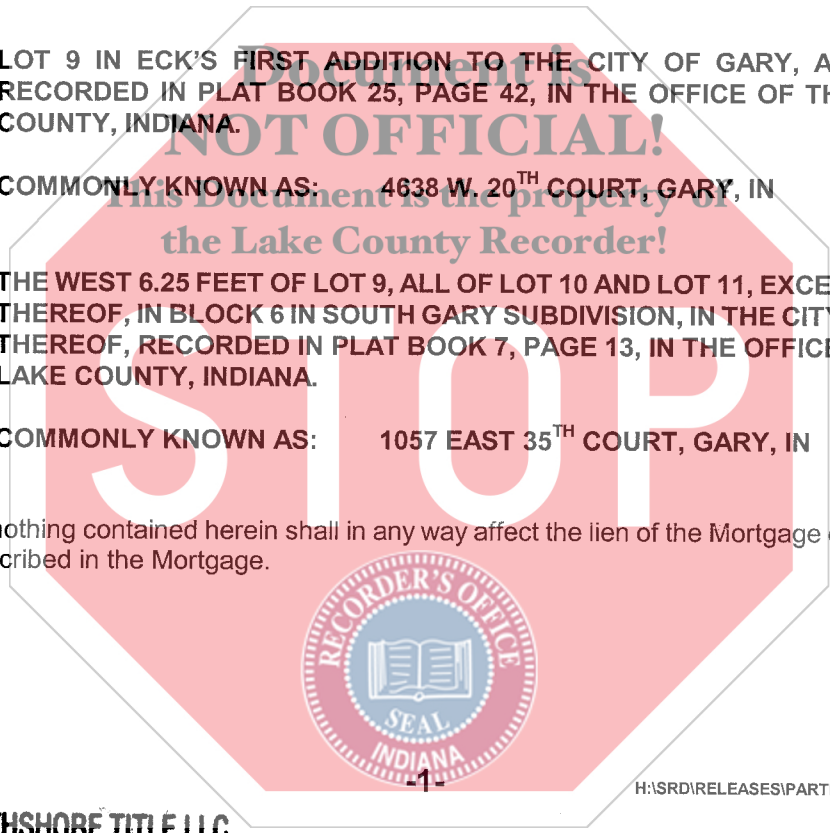 LOT 9 IN ECK'S FIRST ADDITION TO THE CITY OF GARY, A
Document is
RECORDED IN PLAT BOOK 25, PAGE 42, IN THE OFFICE OF TH
COUNTY, INDIANA.
NOT OFFICIAL!
COMMONLY KNOWN AS: 4638 W. 20TH COURT, GARY, IN
This Document is the property of
the Lake County Recorder!
THE WEST 6.25 FEET OF LOT 9, ALL OF LOT 10 AND LOT 11, EXCE
THEREOF, IN BLOCK 6 IN SOUTH GARY SUBDIVISION, IN THE CITY
THEREOF, RECORDED IN PLAT BOOK 7, PAGE 13, IN THE OFFICE
LAKE COUNTY, INDIANA.
STOP
COMMONLY KNOWN AS: 1057 EAST 35TH COURT, GARY, IN
nothing contained herein shall in any way affect the lien of the Mortgage
cribed in the Mortgage.
RECORDER'S OFFICE
SEAL
INDIANA
-1-
H:\SRD\RELEASES\PARTI
HSHORE TITLE LLC